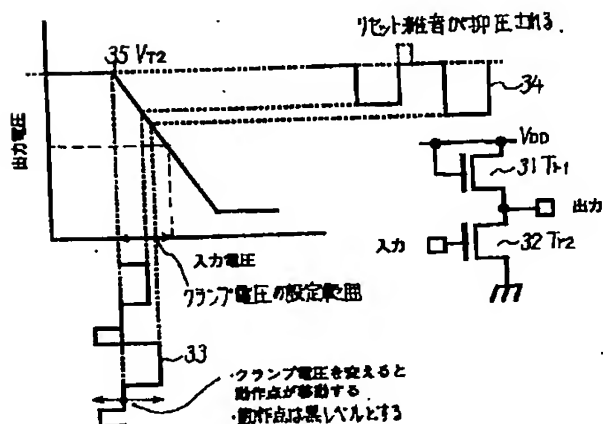 リセット雑音が抑圧される.
35 VT2
34
出力電圧
VDD
31 Tr1
出力
入力
32 Tr2
入力電圧
クランプ電圧の設定範囲
33
・クランプ電圧を変えると
動作点が移動する
・動作点は黒レベルとする